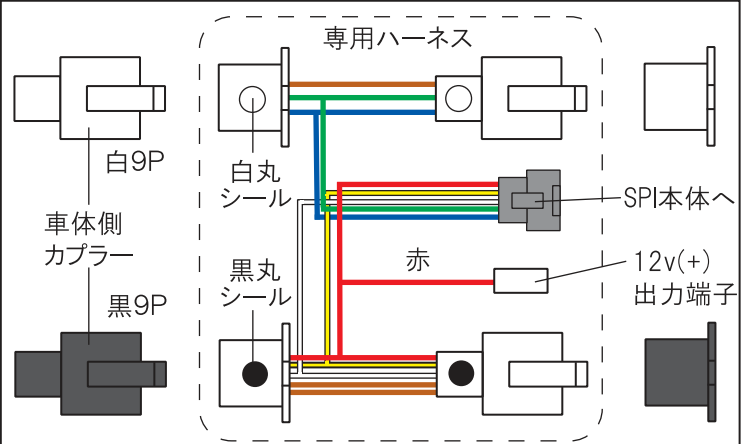 専用ハーネス
白9P
白丸
シール
車体側
カプラー
SPI本体へ
赤
12v(+)
出力端子
黒丸
シール
黒9P